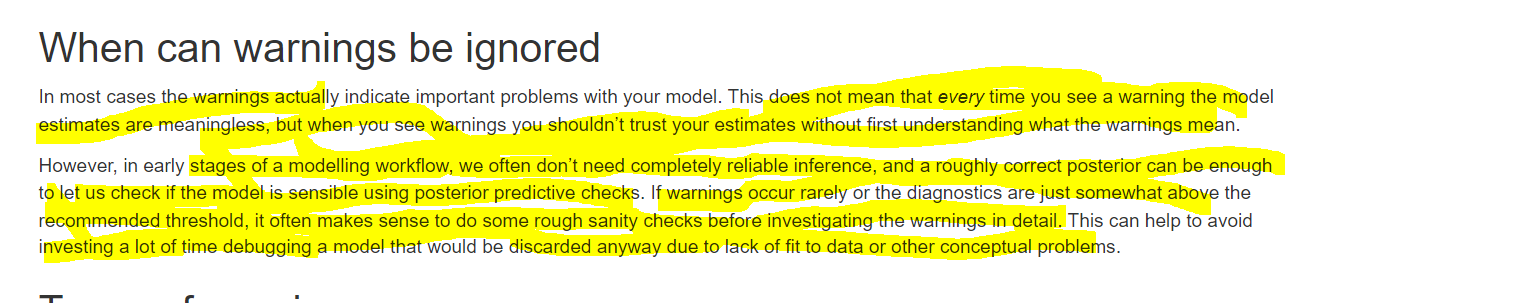 When can warnings be ignored
In most cases the warnings actually indicate important problems with your model. This does not mean that every time you see a warning the model
estimates are meaningless, but when you see warnings you shouldn’t trust your estimates without first understanding what the warnings mean.
However, in early stages of a modelling workflow, we often don’t need completely reliable inference, and a roughly correct posterior can be enough
to let us check if the model is sensible using posterior predictive checks. If warnings occur rarely or the diagnostics are just somewhat above the
recommended threshold, it often makes sense to do some rough sanity checks before investigating the warnings in detail. This can help to avoid
investing a lot of time debugging a model that would be discarded anyway due to lack of fit to data or other conceptual problems.